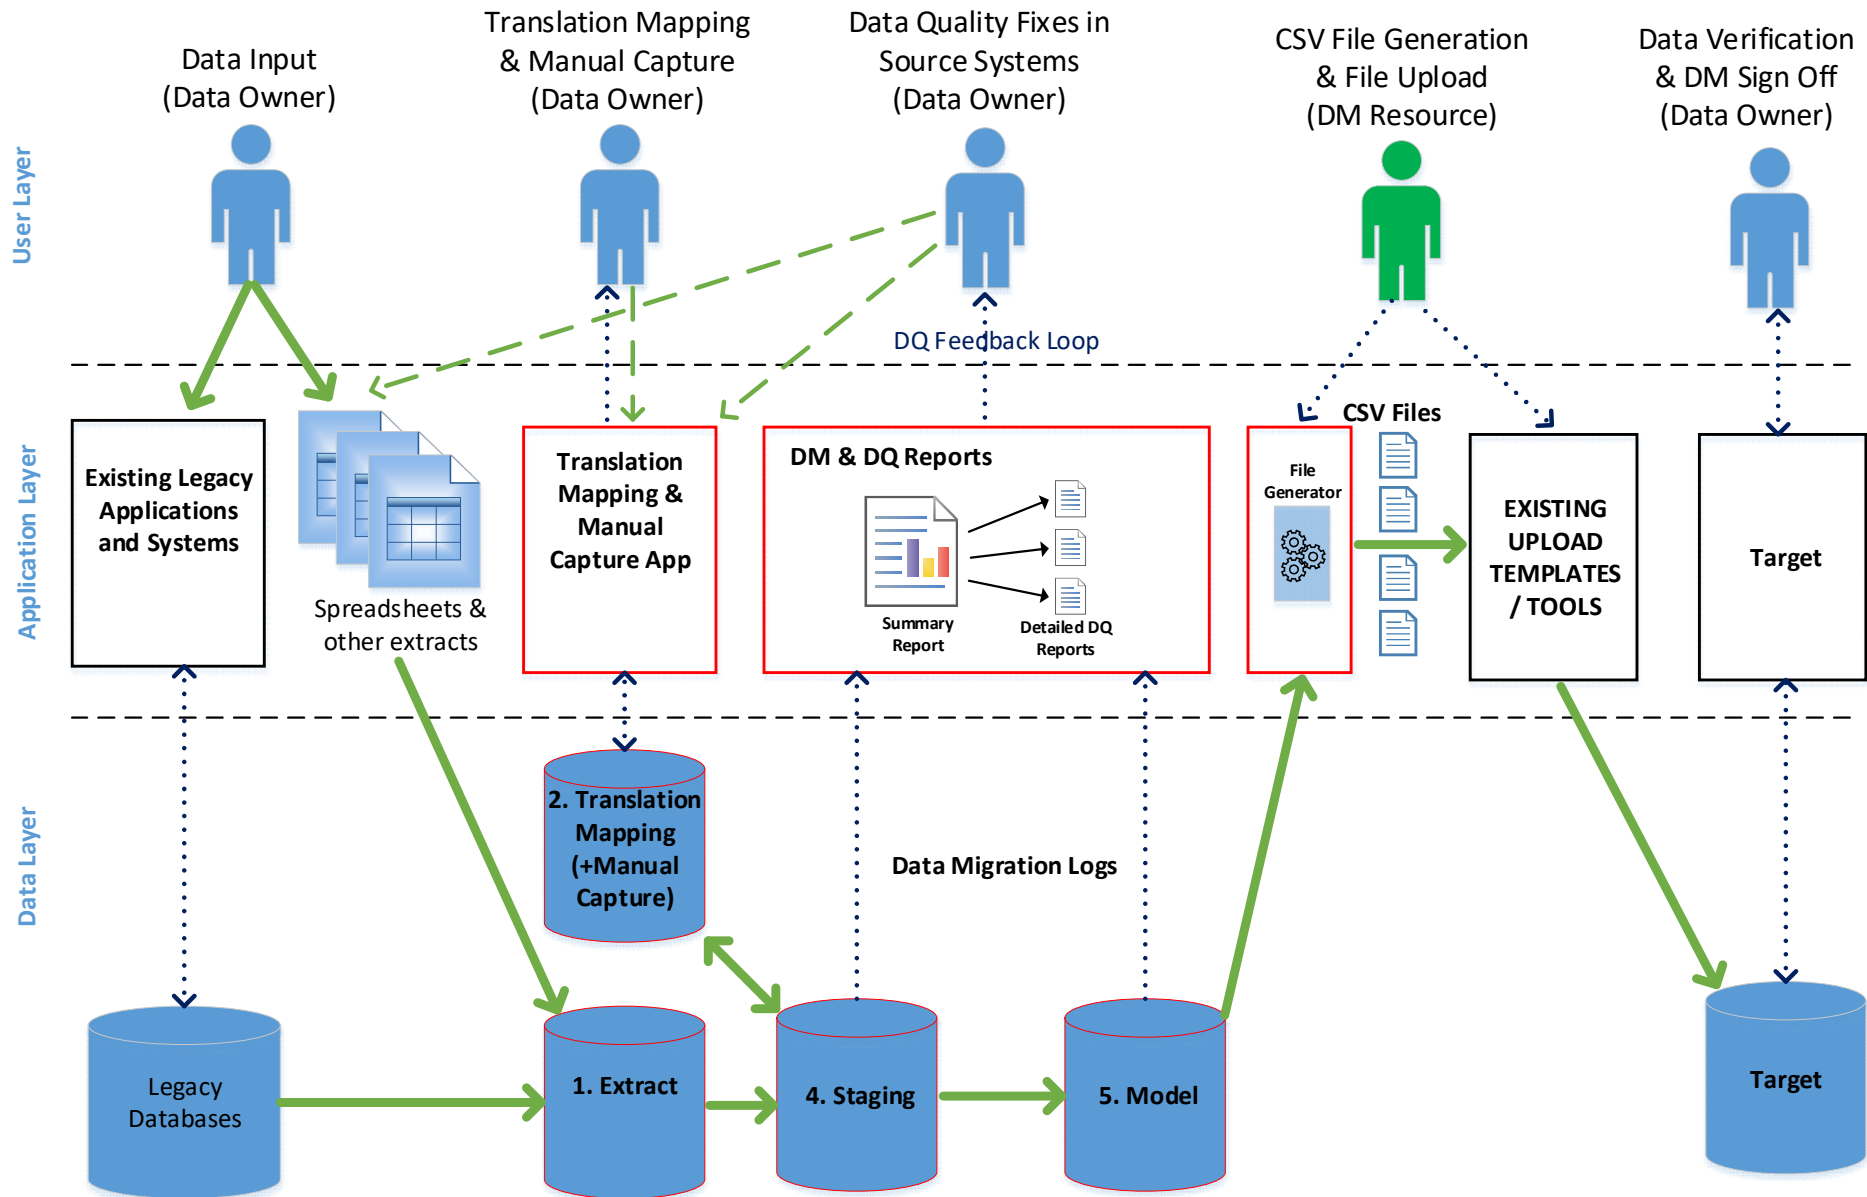 Data Input
(Data Owner)
Translation Mapping
& Manual Capture
(Data Owner)
Data Quality Fixes in
Source Systems
(Data Owner)
CSV File Generation
& File Upload
(DM Resource)
Data Verification
& DM Sign Off
(Data Owner)
User Layer
DQ Feedback Loop
Application Layer
Existing Legacy
Applications
and Systems
Spreadsheets &
other extracts
Translation
Mapping &
Manual
Capture App
DM & DQ Reports
Summary
Report
Detailed DQ
Reports
File
Generator
CSV Files
EXISTING
UPLOAD
TEMPLATES
/ TOOLS
Target
Data Layer
2. Translation
Mapping
(+Manual
Capture)
Data Migration Logs
Legacy
Databases
1. Extract
4. Staging
5. Model
Target